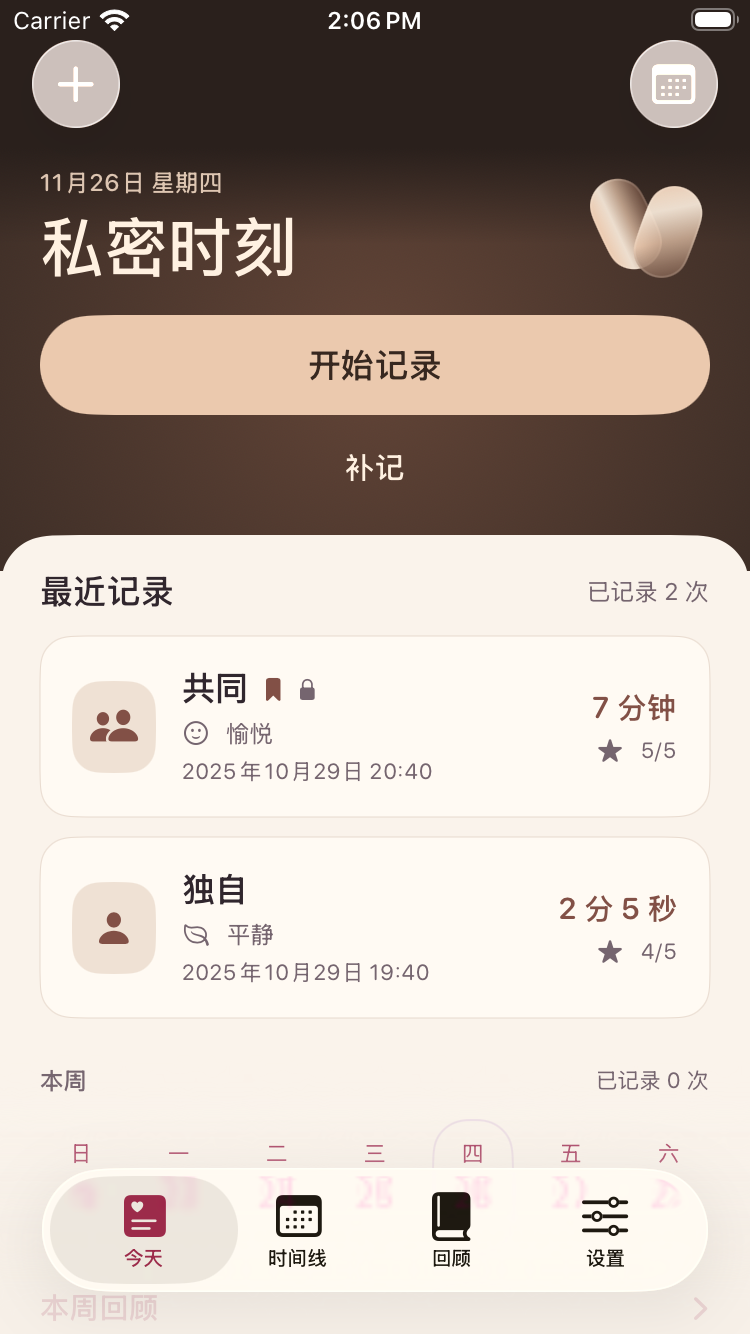 Carrier 2:06 PM
11月26日 星期四
私密时刻
开始记录
补记
最近记录 已记录 2 次
共同
7 分钟
愉悦
5/5
2025年10月29日 20:40
独自
2 分 5 秒
平静
4/5
2025年10月29日 19:40
本周 已记录 0 次
日 一 二 三 四 五 六
今天 时间线 回顾 设置
本周回顾